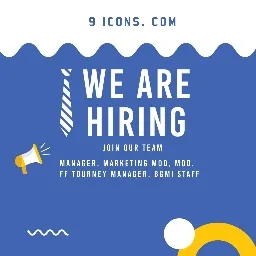 9 ICONS. COM
WE ARE
HIRING
JOIN OUR TEAM
MANAGER, MARKETING MOD, MOD,
FF TOURNEY MANAGER, BGMI STAFF